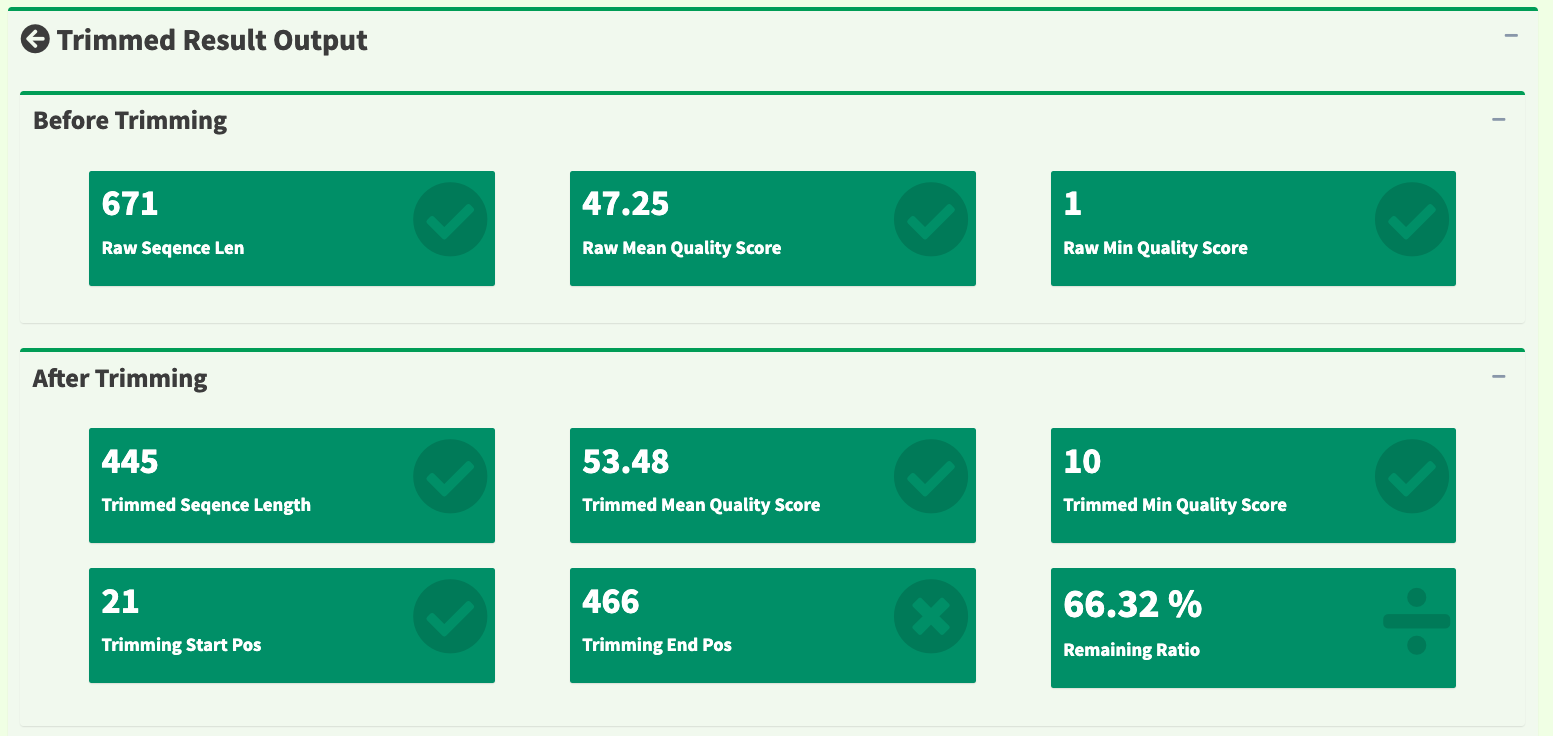 Trimmed Result Output
Before Trimming
671
Raw Seqence Len
47.25
Raw Mean Quality Score
1
Raw Min Quality Score
After Trimming
445
Trimmed Seqence Length
53.48
Trimmed Mean Quality Score
10
Trimmed Min Quality Score
21
Trimming Start Pos
466
Trimming End Pos
66.32 %
Remaining Ratio